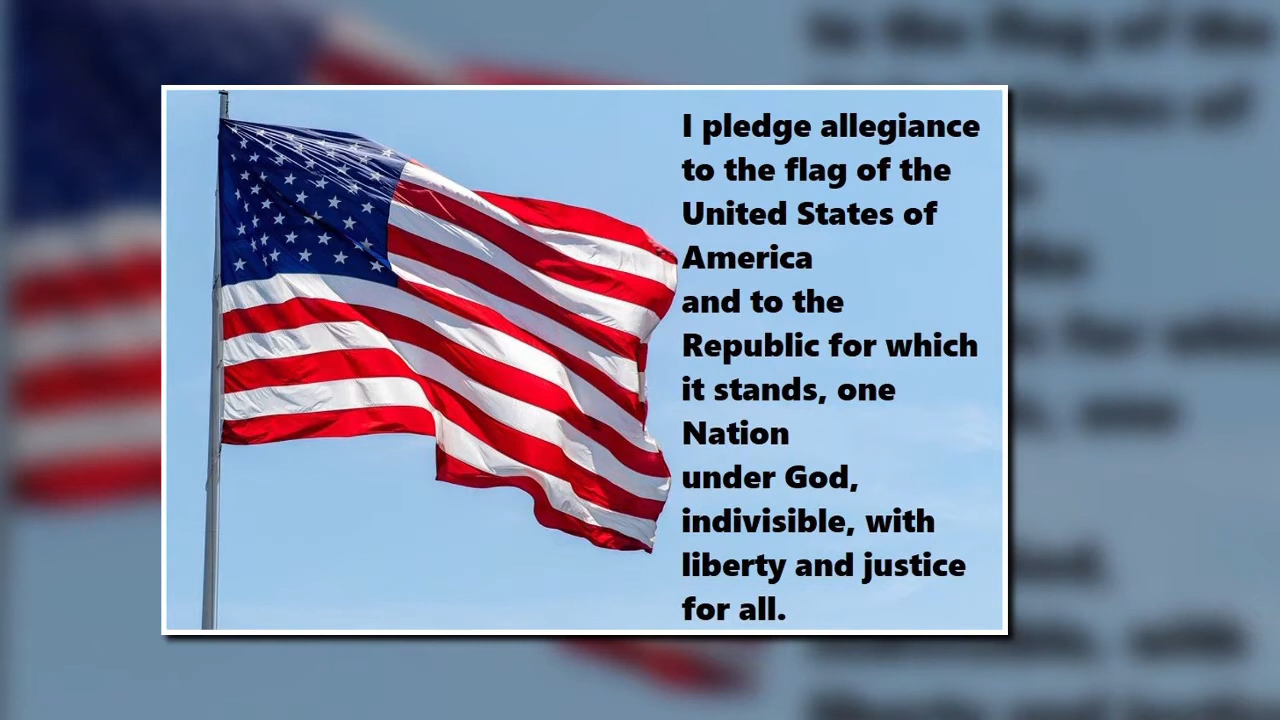 I pledge allegiance
to the flag of the
United States of
America
and to the
Republic for which
it stands, one
Nation
under God,
indivisible, with
liberty and justice
for all.